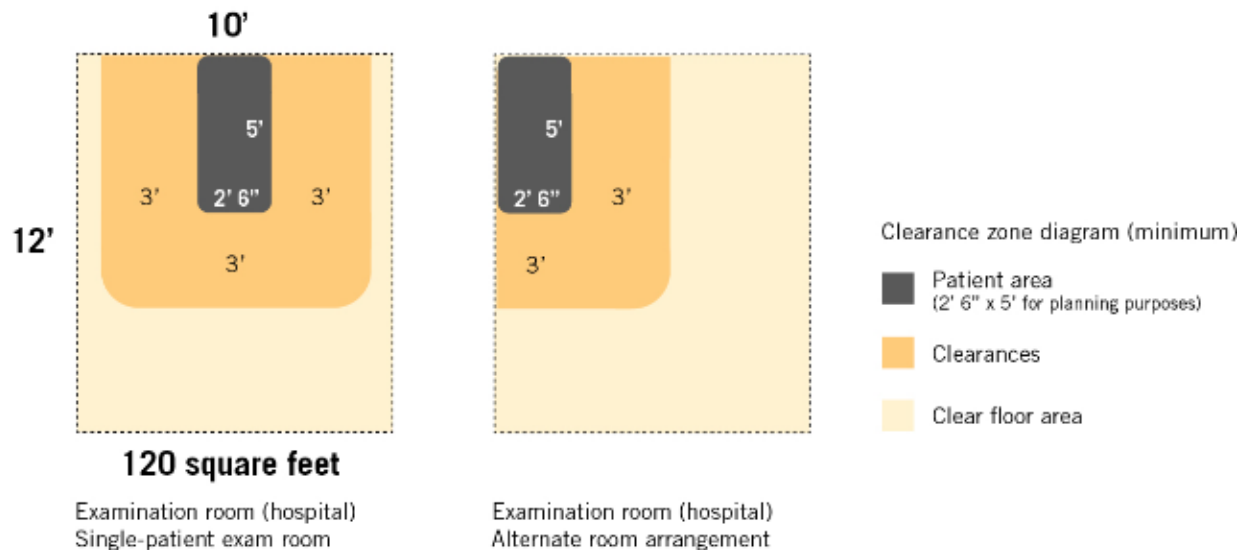 10’
5’
2’ 6”
3’
3’
3’
12’
120 square feet
Examination room (hospital)
Single-patient exam room
5’
2’ 6”
3’
3’
Examination room (hospital)
Alternate room arrangement
Clearance zone diagram (minimum)
Patient area
(2’ 6” x 5’ for planning purposes)
Clearances
Clear floor area